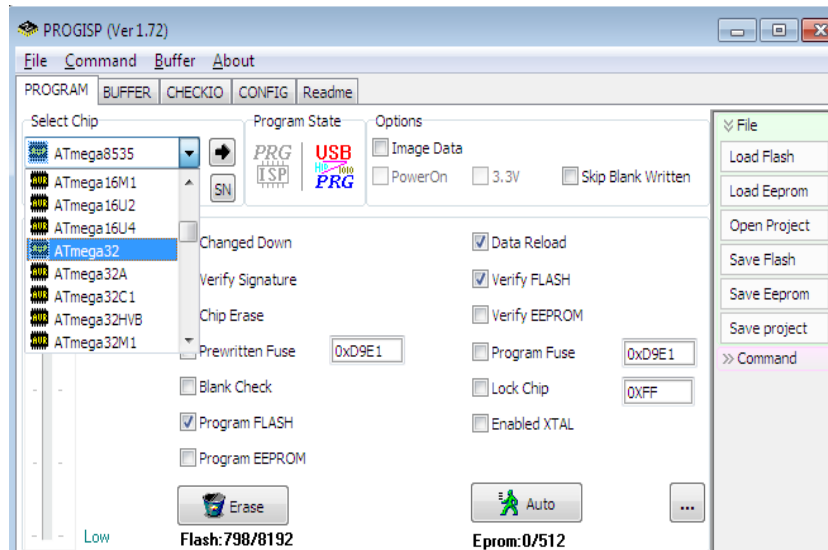 PROGISP (Ver 1.72)
File Command Buffer About
PROGRAM BUFFER CHECKIO CONFIG Readme
Select Chip
ATmega8535
SN
ATmega16M1
ATmega16U2
ATmega16U4
ATmega32
ATmega32A
ATmega32C1
ATmega32HVB
ATmega32M1
Program State
PRG
ISP
USB
PRG
Options
Image Data
PowerOn 3.3V Skip Blank Written
Changed Down
Verify Signature
Chip Erase
Prewritten Fuse 0xD9E1
Blank Check
Program FLASH
Program EEPROM
Data Reload
Verify FLASH
Verify EEPROM
Program Fuse 0xD9E1
Lock Chip 0XFF
Enabled XTAL
Low
Erase
Auto
...
Flash:798/8192
Eprom:0/512
File
Load Flash
Load Eeprom
Open Project
Save Flash
Save Eeprom
Save project
Command